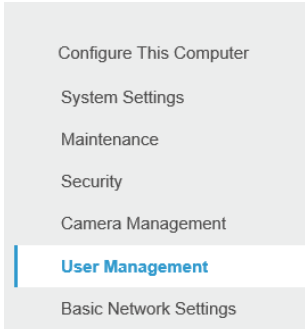 Configure This Computer
System Settings
Maintenance
Security
Camera Management
User Management
Basic Network Settings